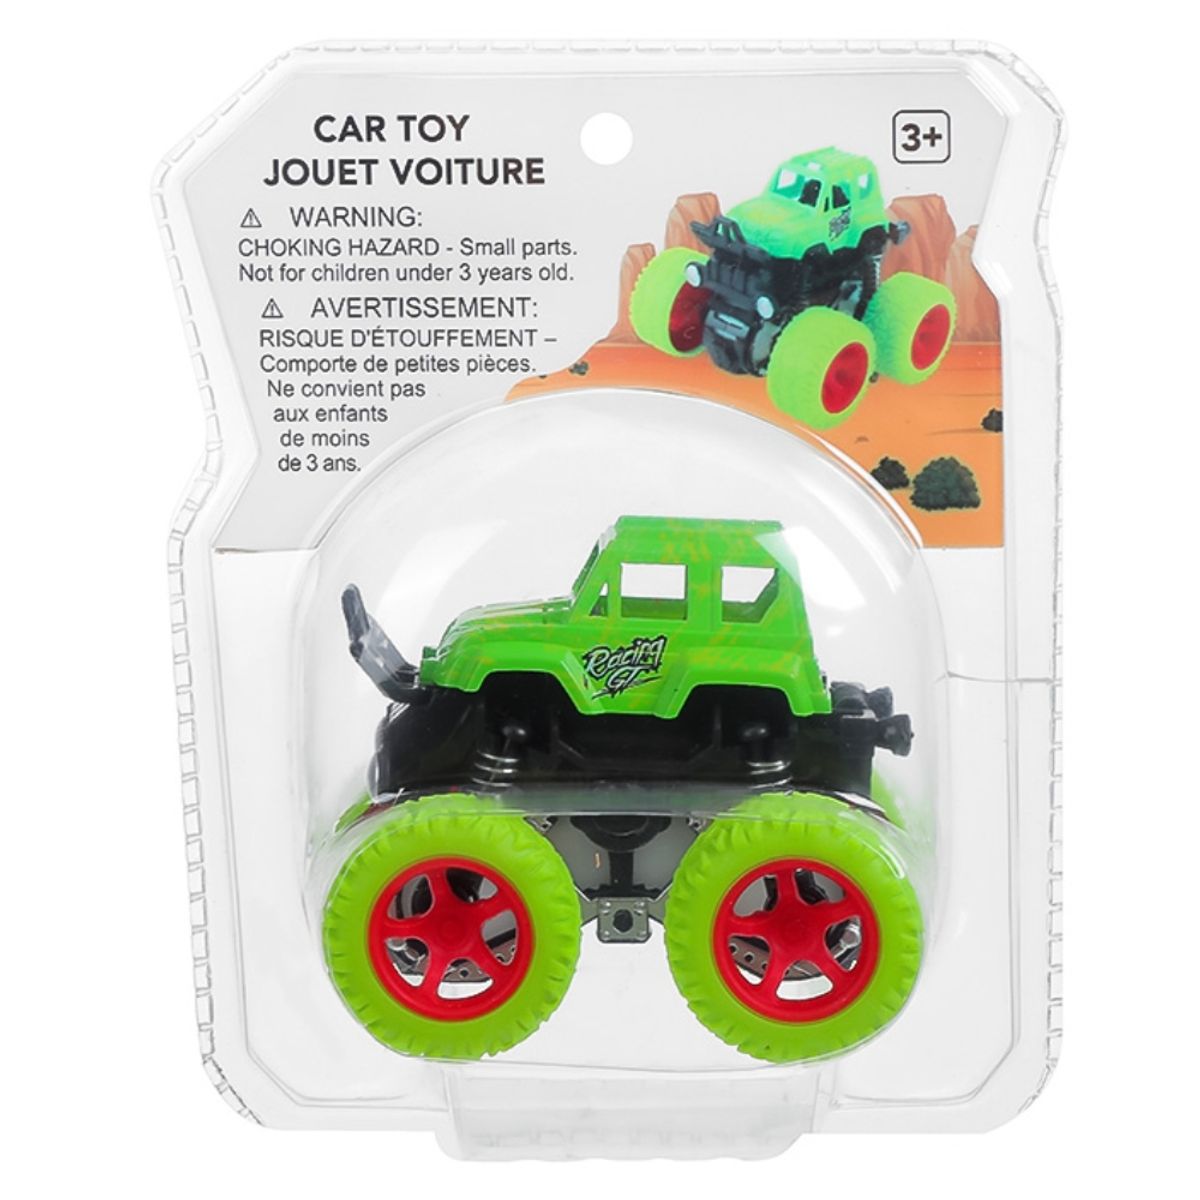 CAR TOY
JOUET VOITURE
3+
⚠ WARNING:
CHOKING HAZARD - Small parts.
Not for children under 3 years old.
⚠ AVERTISSEMENT:
RISQUE D'ÉTOUFFEMENT –
Comporte de petites pièces.
Ne convient pas
aux enfants
de moins
de 3 ans.
Racing
GT